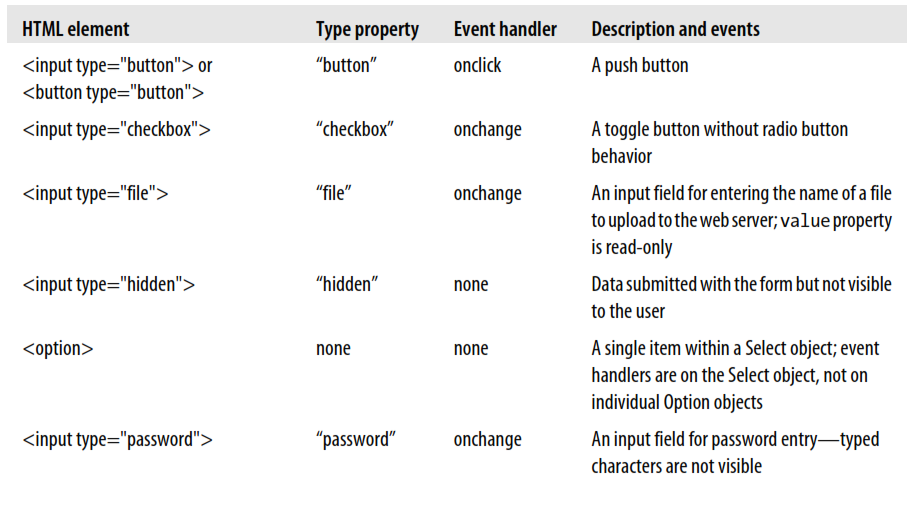 HTML element Type property Event handler Description and events
<input type="button"> or “button” onclick A push button
<button type="button">
<input type="checkbox"> “checkbox” onchange A toggle button without radio button
behavior
<input type="file"> “file” onchange An input field for entering the name of a file
to upload to the web server; value property
is read-only
<input type="hidden"> “hidden” none Data submitted with the form but not visible
to the user
<option> none none A single item within a Select object; event
handlers are on the Select object, not on
individual Option objects
<input type="password"> “password” onchange An input field for password entry—typed
characters are not visible